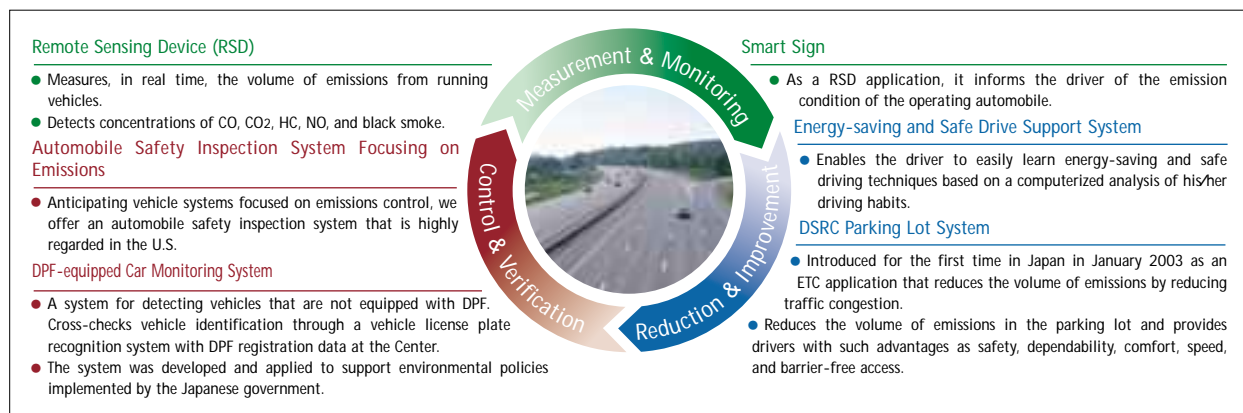 Remote Sensing Device (RSD)
● Measures, in real time, the volume of emissions from running
vehicles.
● Detects concentrations of CO, CO2, HC, NO, and black smoke.
Automobile Safety Inspection System Focusing on
Emissions
● Anticipating vehicle systems focused on emissions control, we
offer an automobile safety inspection system that is highly
regarded in the U.S.
DPF-equipped Car Monitoring System
● A system for detecting vehicles that are not equipped with DPF.
Cross-checks vehicle identification through a vehicle license plate
recognition system with DPF registration data at the Center.
● The system was developed and applied to support environmental policies
implemented by the Japanese government.
Measurement & Monitoring
Control & Verification
Reduction & Improvement
Smart Sign
● As a RSD application, it informs the driver of the emission
condition of the operating automobile.
Energy-saving and Safe Drive Support System
● Enables the driver to easily learn energy-saving and safe
driving techniques based on a computerized analysis of his/her
driving habits.
DSRC Parking Lot System
● Introduced for the first time in Japan in January 2003 as an
ETC application that reduces the volume of emissions by reducing
traffic congestion.
● Reduces the volume of emissions in the parking lot and provides
drivers with such advantages as safety, dependability, comfort, speed,
and barrier-free access.